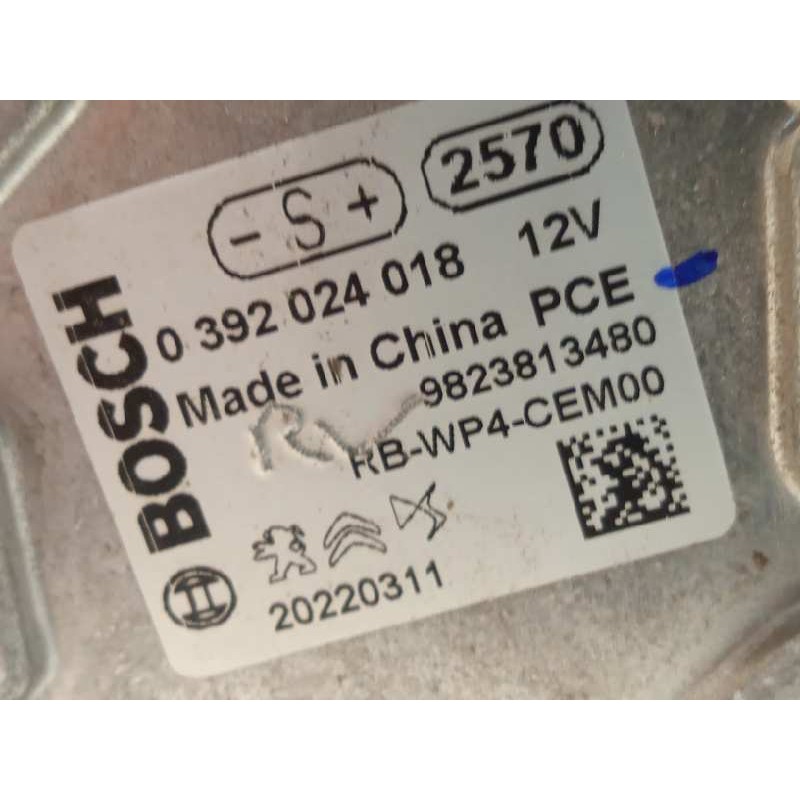 2570
- S +
12V
0 392 024 018
Made in China PCE
9823813480
RB-WP4-CEM00
20220311
BOSCH